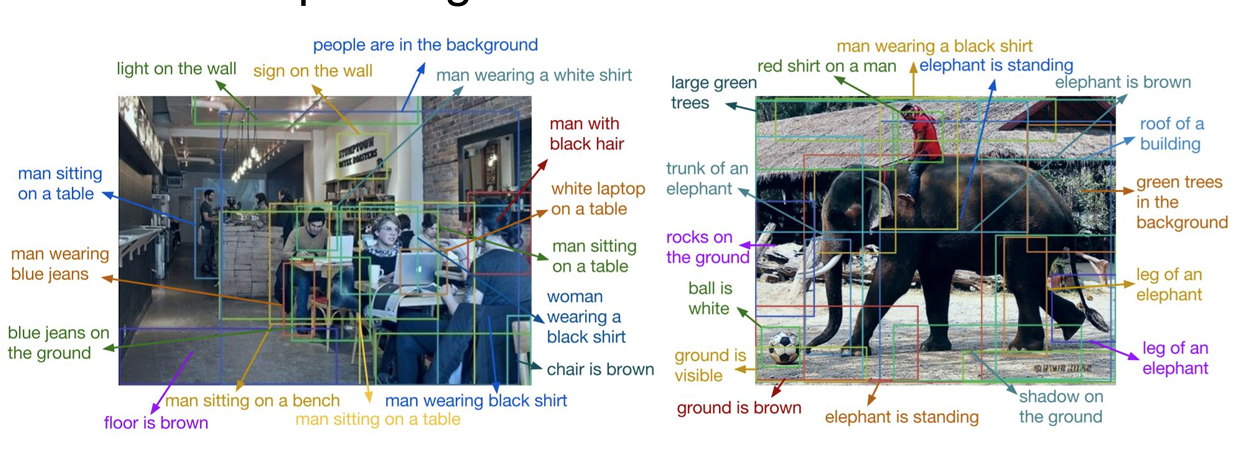 people are in the background
light on the wall
sign on the wall
man wearing a white shirt
man with
black hair
man sitting
on a table
white laptop
on a table
man wearing
blue jeans
man sitting
on a table
woman
wearing a
black shirt
blue jeans on
the ground
chair is brown
man sitting on a bench
man wearing black shirt
floor is brown
man sitting on a table
STUMPTOWN
COFFEE ROASTERS
man wearing a black shirt
red shirt on a man
elephant is standing
large green
trees
elephant is brown
roof of a
building
trunk of an
elephant
green trees
in the
background
rocks on
the ground
ball is
white
leg of an
elephant
ground is
visible
leg of an
elephant
ground is brown
elephant is standing
shadow on
the ground